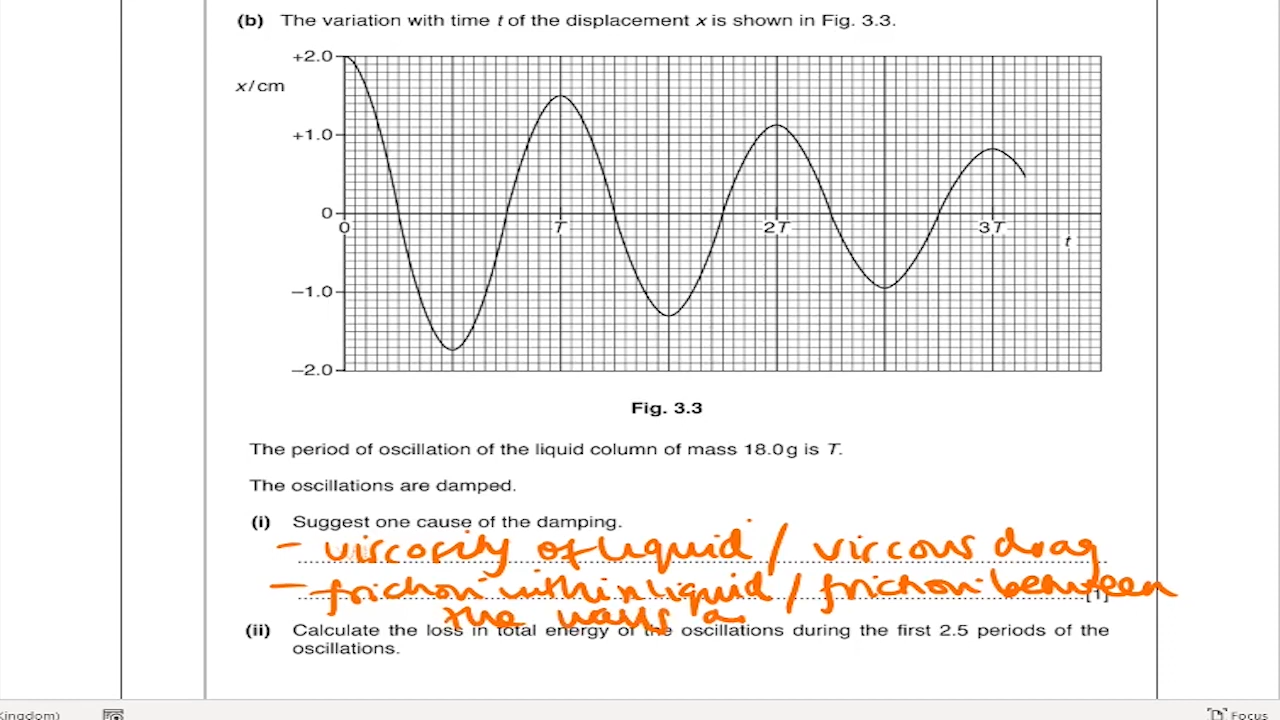 (b) The variation with time t of the displacement x is shown in Fig. 3.3.
+2.0
x/cm
+1.0
0
0 T 2T 3T
t
−1.0
−2.0
Fig. 3.3
The period of oscillation of the liquid column of mass 18.0g is T.
The oscillations are damped.
(i) Suggest one cause of the damping.
- viscosity of liquid / viscous drag
- friction within liquid / friction between
[1]
the walls a
(ii) Calculate the loss in total energy of the oscillations during the first 2.5 periods of the
oscillations.
Kingdom)
Focus